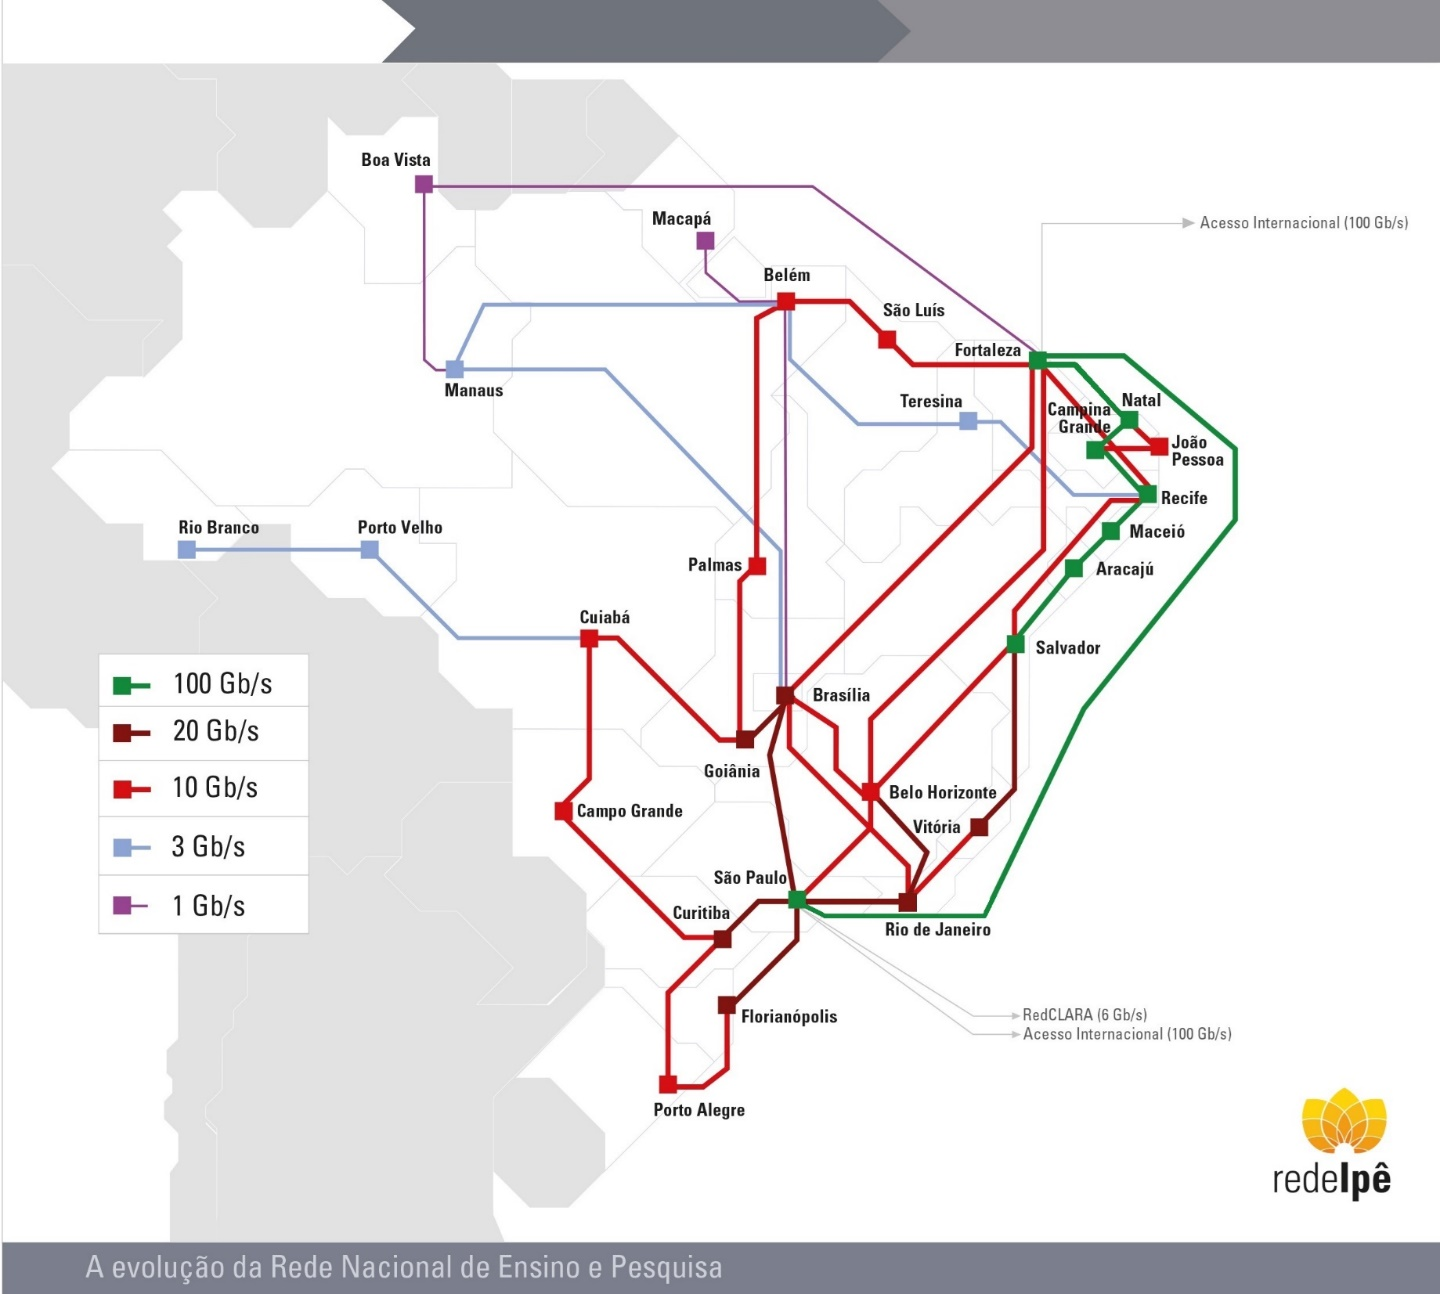 Boa Vista
Macapá
Acesso Internacional (100 Gb/s)
Belém
São Luís
Fortaleza
Manaus
Teresina
Natal
Campina
Grande
João
Pessoa
Recife
Rio Branco
Porto Velho
Maceió
Palmas
Aracajú
Cuiabá
Salvador
100 Gb/s
Brasília
20 Gb/s
Goiânia
10 Gb/s
Belo Horizonte
Campo Grande
Vitória
3 Gb/s
São Paulo
1 Gb/s
Curitiba
Rio de Janeiro
RedCLARA (6 Gb/s)
Florianópolis
Acesso Internacional (100 Gb/s)
Porto Alegre
redeIpê
A evolução da Rede Nacional de Ensino e Pesquisa